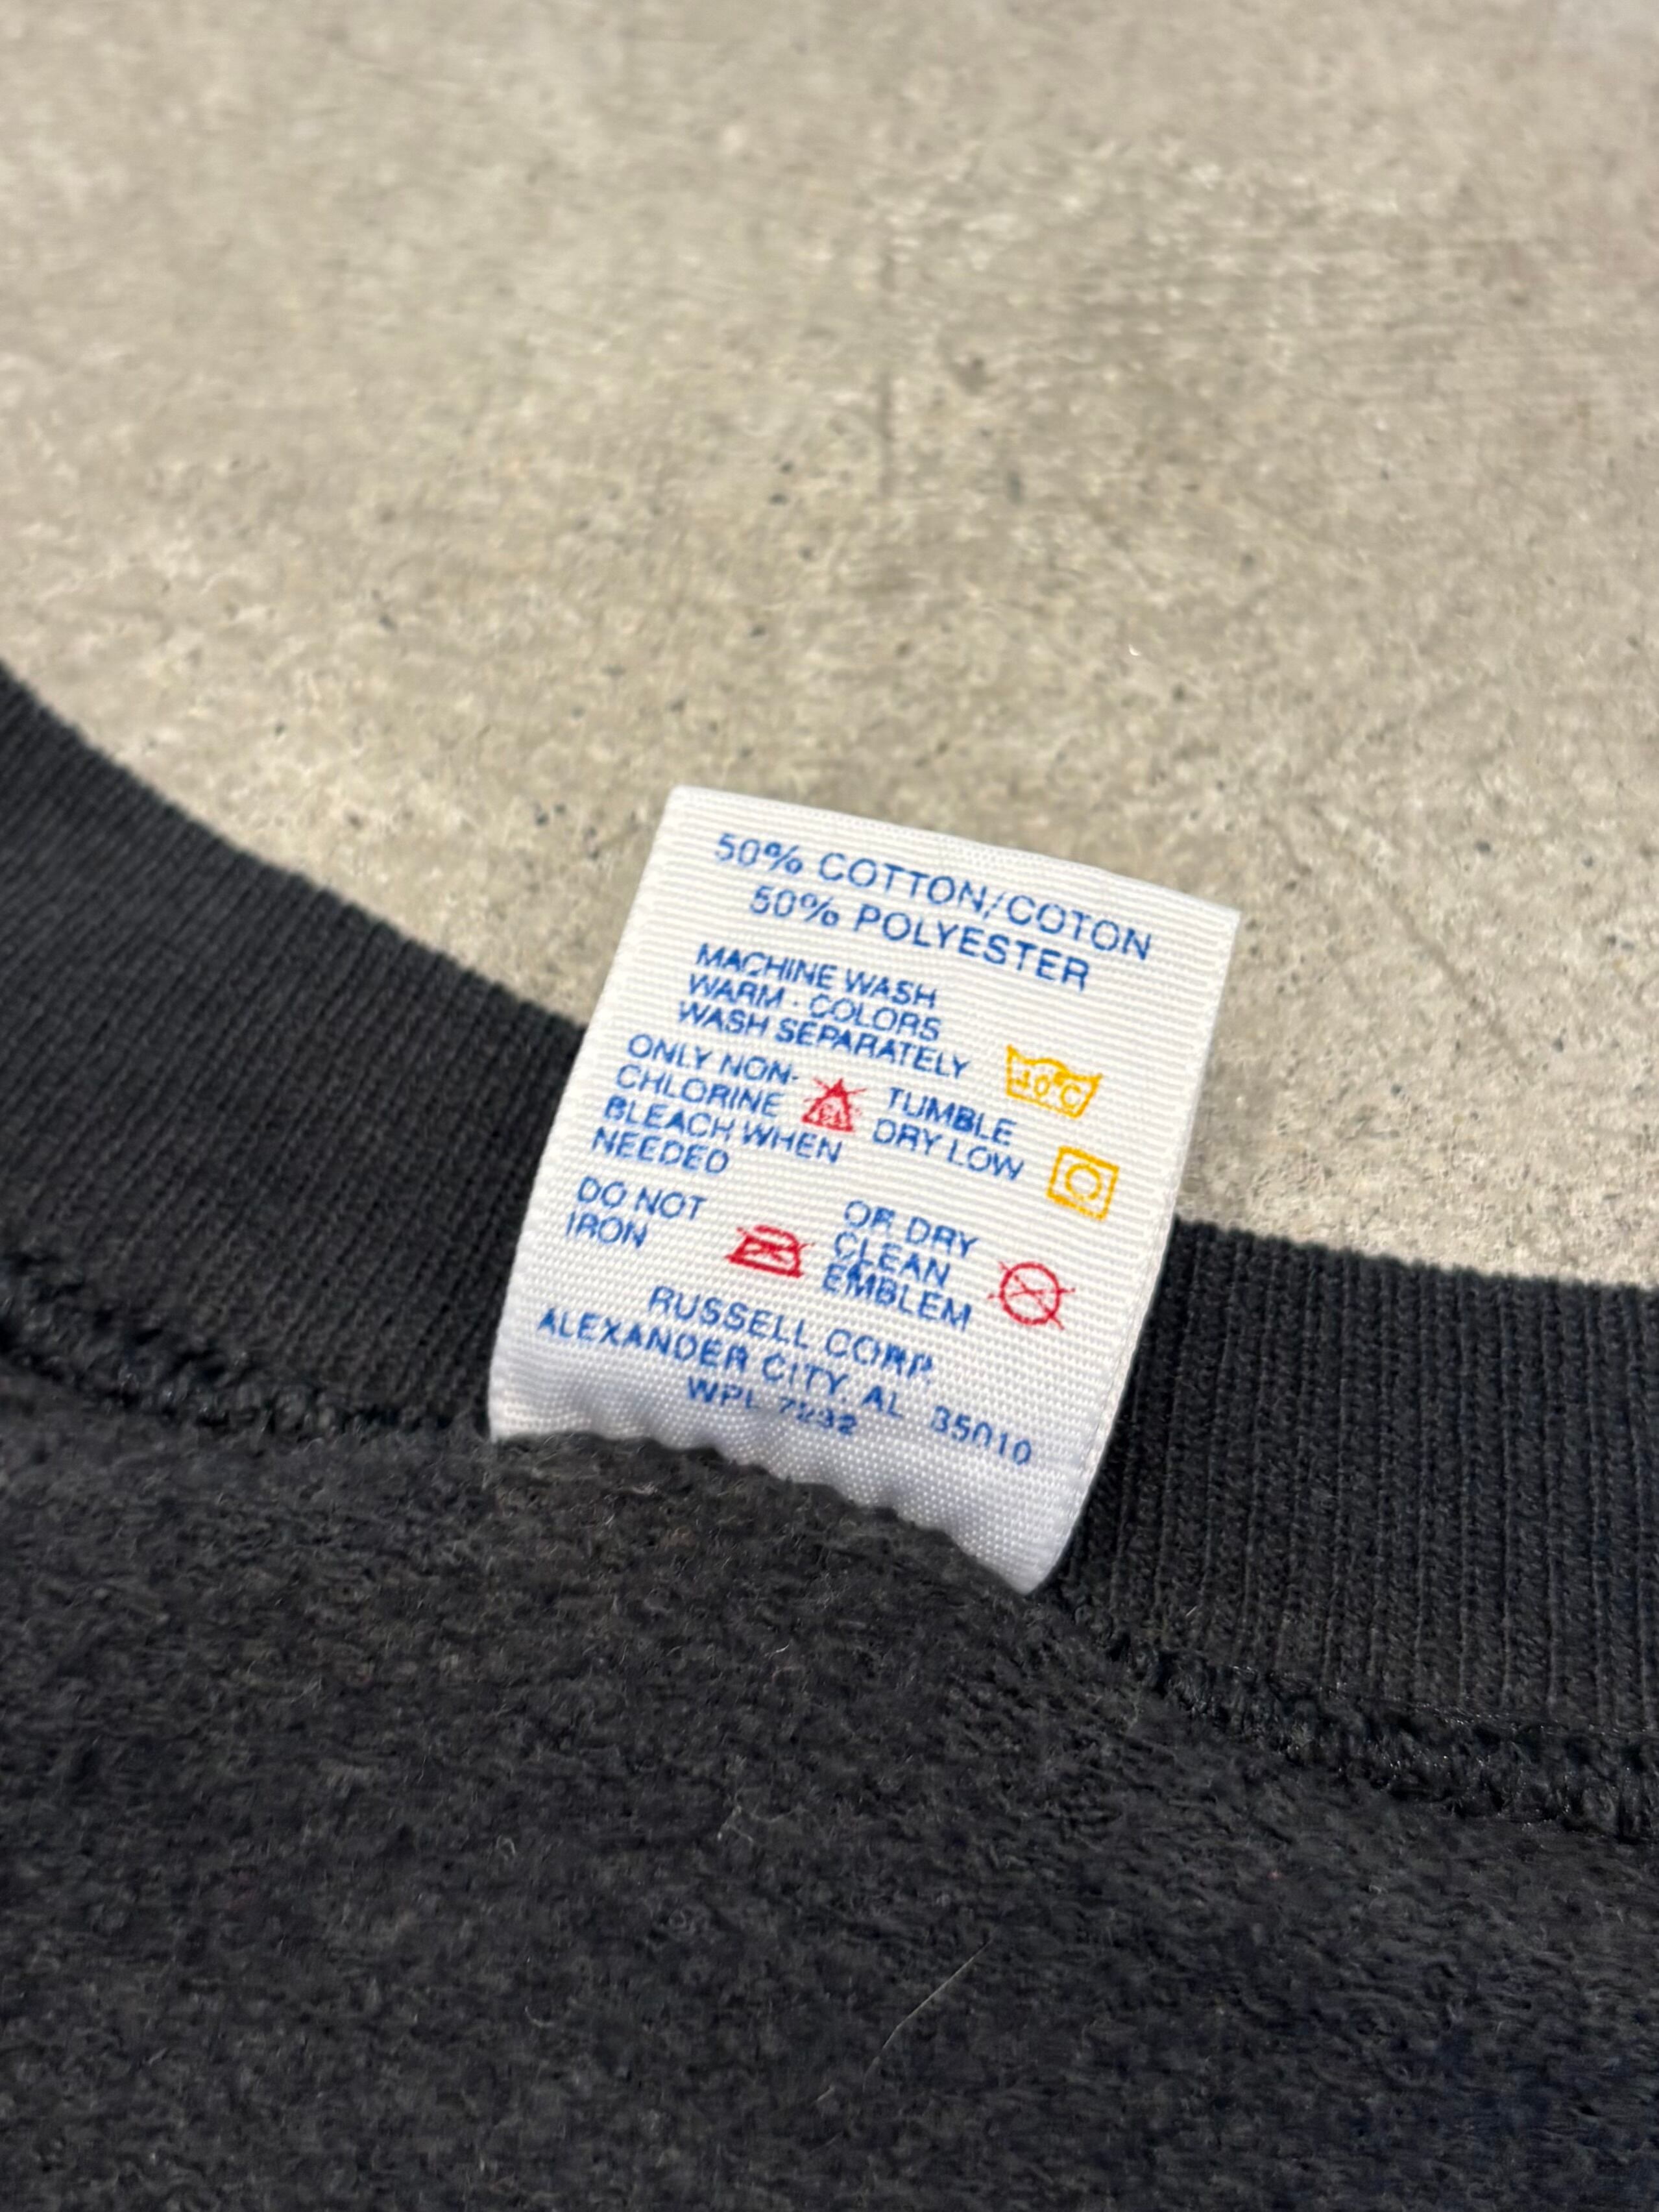 50% COTTON/COTON
50% POLYESTER
MACHINE WASH
WARM - COLORS
WASH SEPARATELY
40°C
ONLY NON-
CHLORINE
BLEACH WHEN
NEEDED
TUMBLE
DRY LOW
DO NOT
IRON
OR DRY
CLEAN
EMBLEM
RUSSELL CORP.
ALEXANDER CITY, AL 35010
WPL